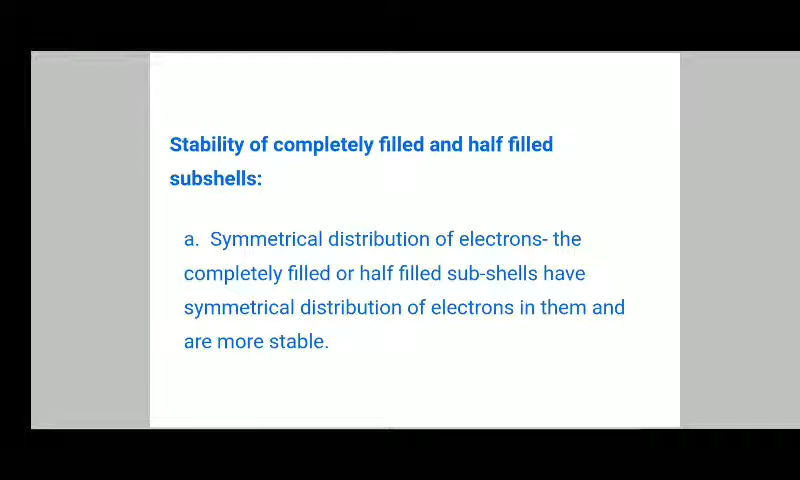 Stability of completely filled and half filled
subshells:
a. Symmetrical distribution of electrons- the
completely filled or half filled sub-shells have
symmetrical distribution of electrons in them and
are more stable.